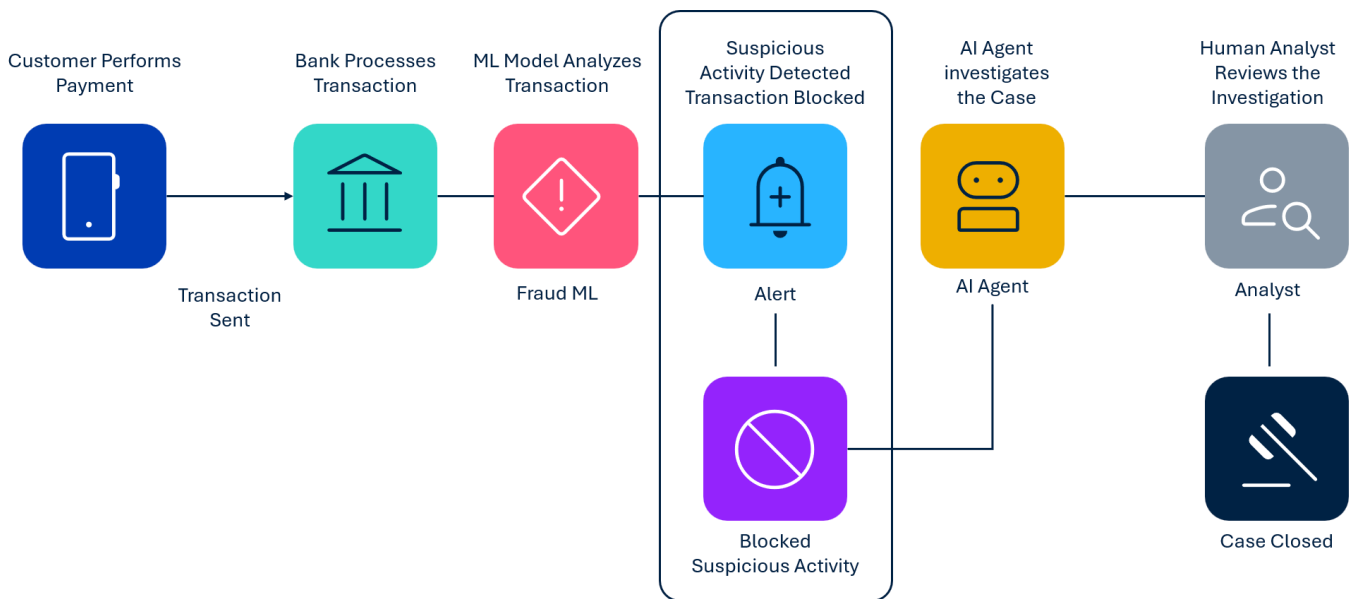 Customer Performs
Payment
Bank Processes
Transaction
ML Model Analyzes
Transaction
Suspicious
Activity Detected
Transaction Blocked
AI Agent
investigates
the Case
Human Analyst
Reviews the
Investigation
Transaction
Sent
Fraud ML
Alert
AI Agent
Analyst
Blocked
Suspicious Activity
Case Closed